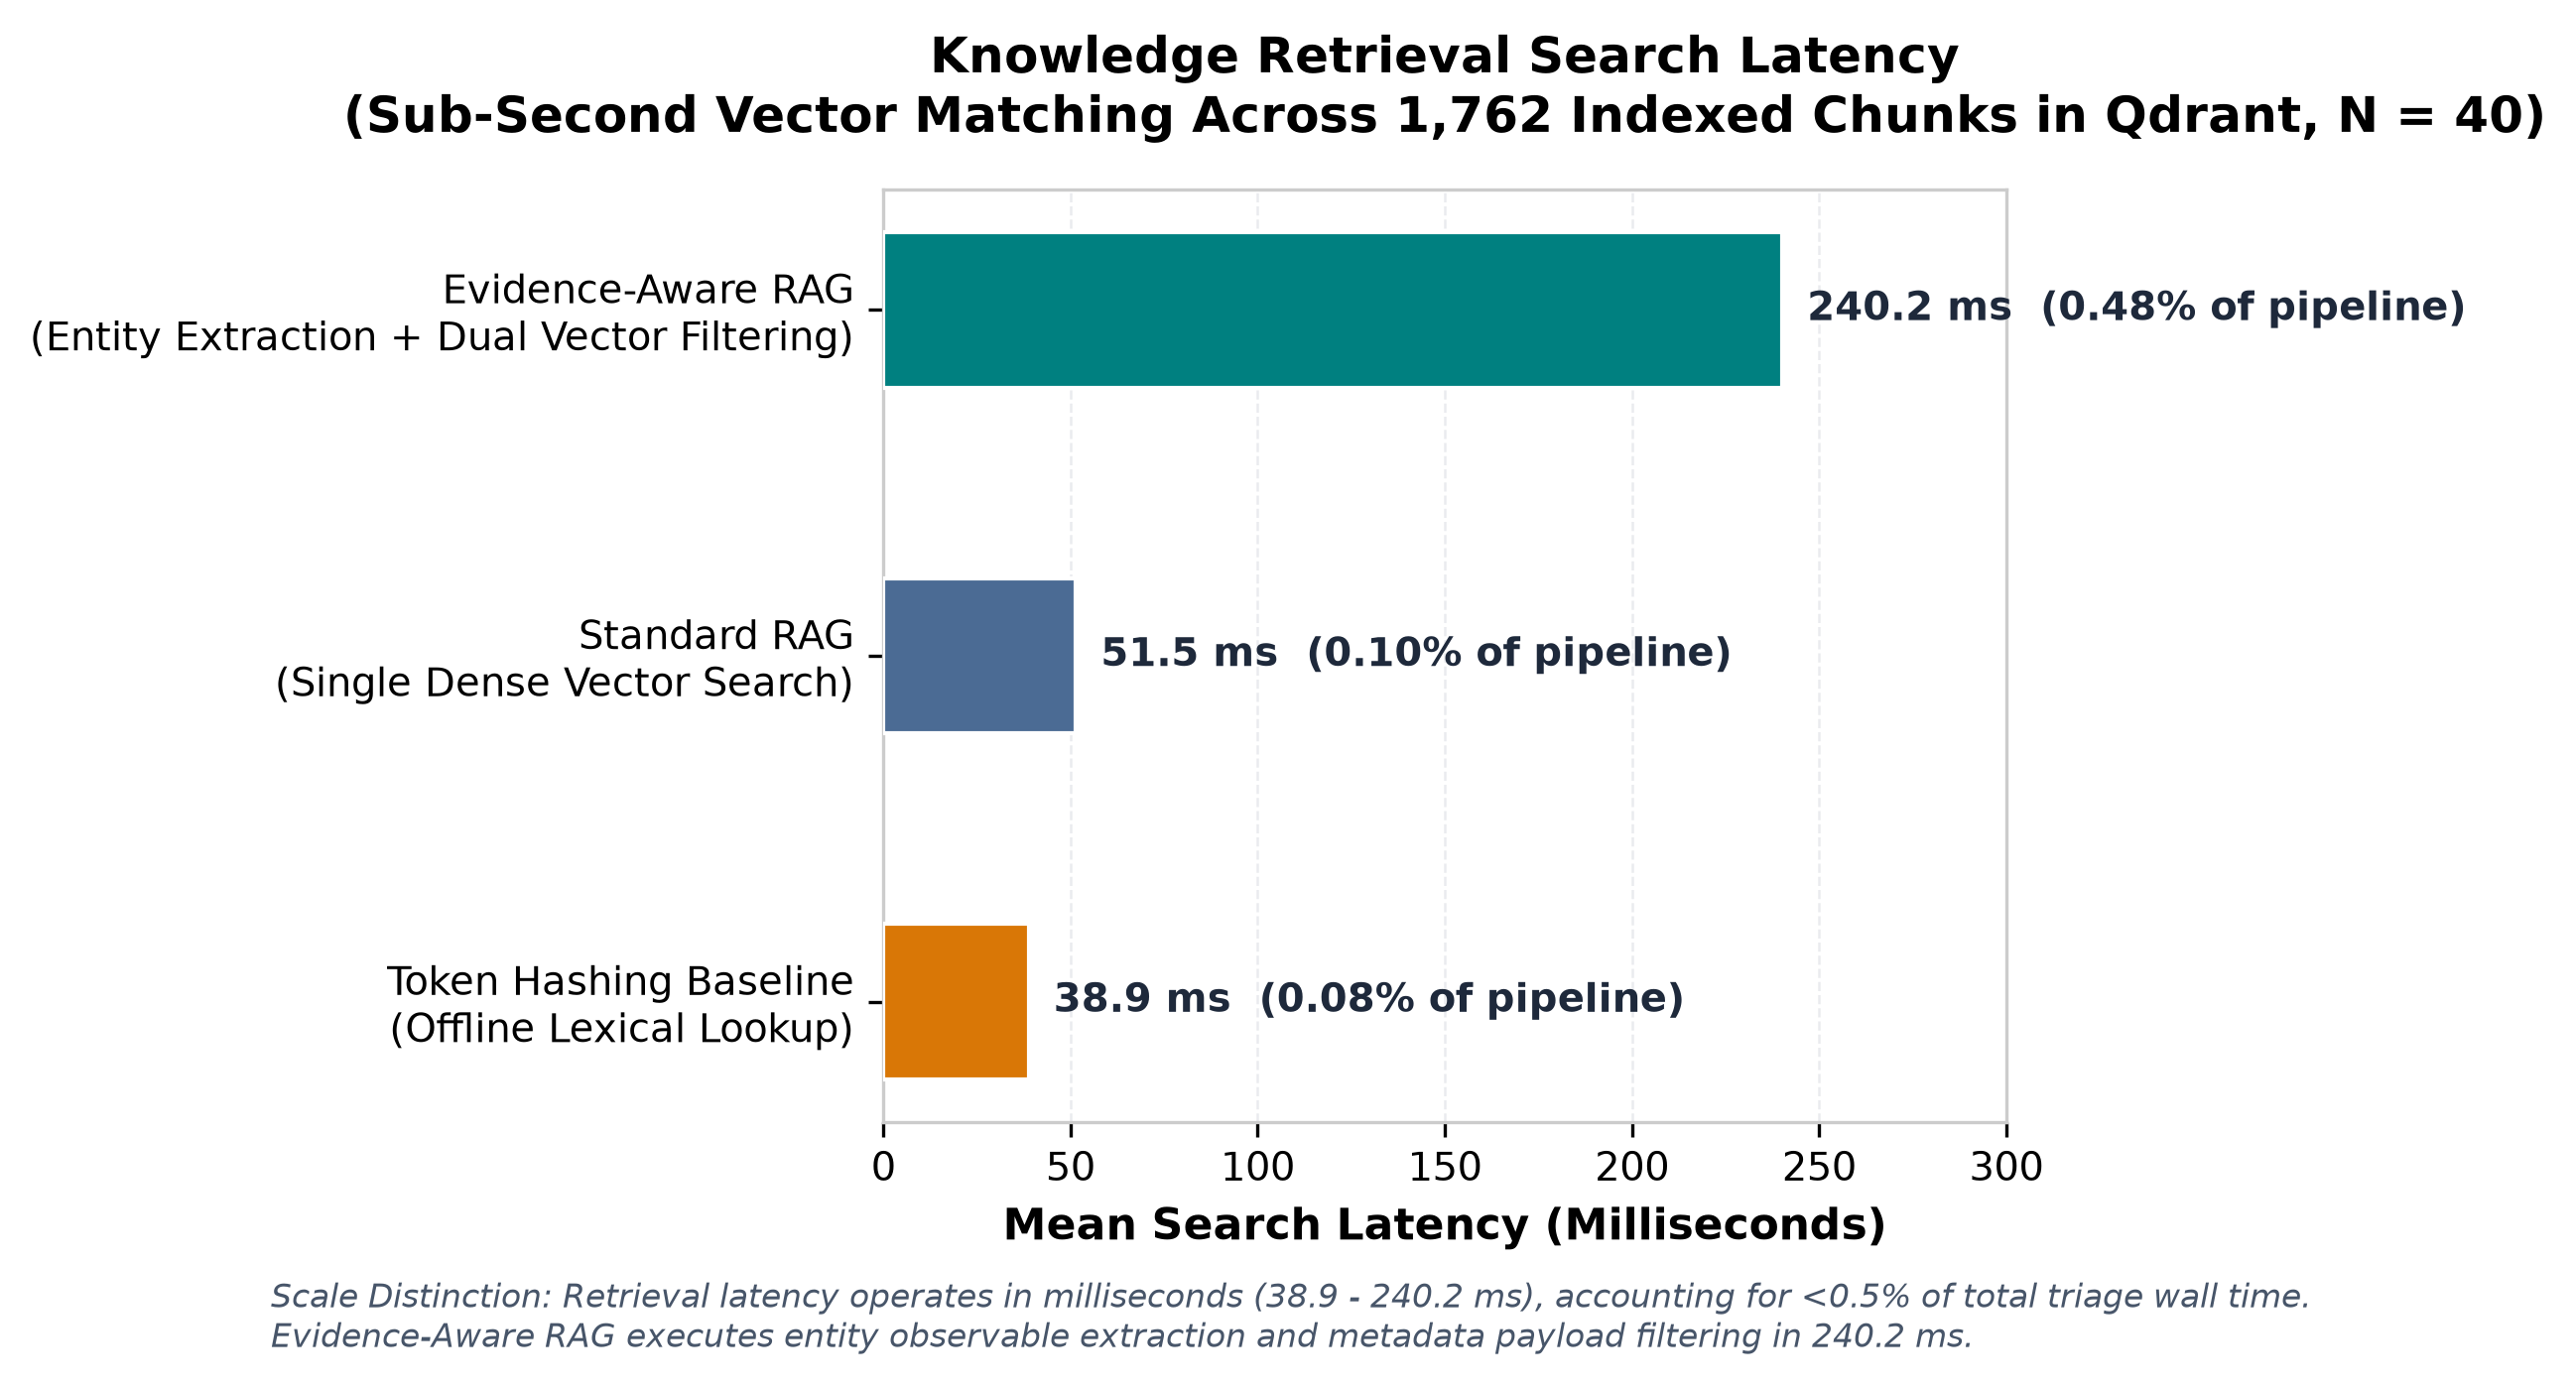 Knowledge Retrieval Search Latency
(Sub-Second Vector Matching Across 1,762 Indexed Chunks in Qdrant, N = 40)
Evidence-Aware RAG
(Entity Extraction + Dual Vector Filtering)
240.2 ms (0.48% of pipeline)
Standard RAG
(Single Dense Vector Search)
51.5 ms (0.10% of pipeline)
Token Hashing Baseline
(Offline Lexical Lookup)
38.9 ms (0.08% of pipeline)
0 50 100 150 200 250 300
Mean Search Latency (Milliseconds)
Scale Distinction: Retrieval latency operates in milliseconds (38.9 - 240.2 ms), accounting for <0.5% of total triage wall time.
Evidence-Aware RAG executes entity observable extraction and metadata payload filtering in 240.2 ms.